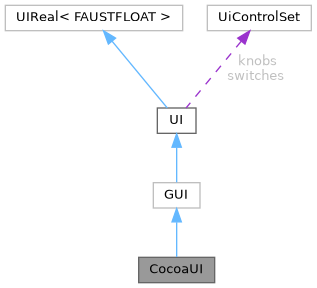 UIReal< FAUSTFLOAT >
UiControlSet
knobs
switches
UI
GUI
CocoaUI